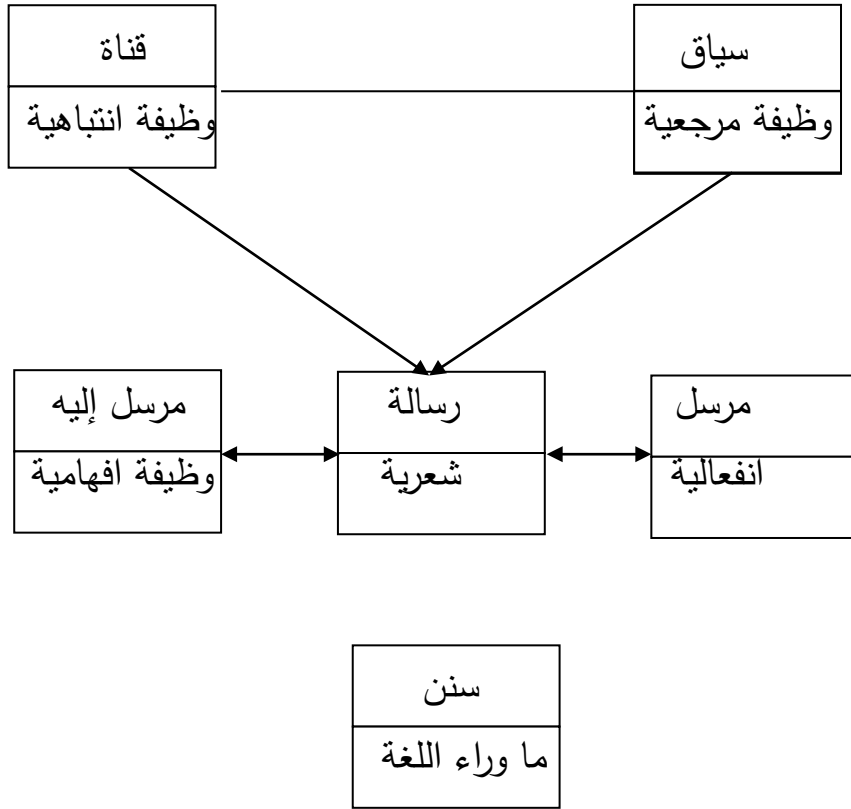 سياق
وظيفة مرجعية
قناة
وظيفة انتباهية
مرسل
انفعالية
رسالة
شعرية
مرسل إليه
وظيفة افهامية
سنن
ما وراء اللغة